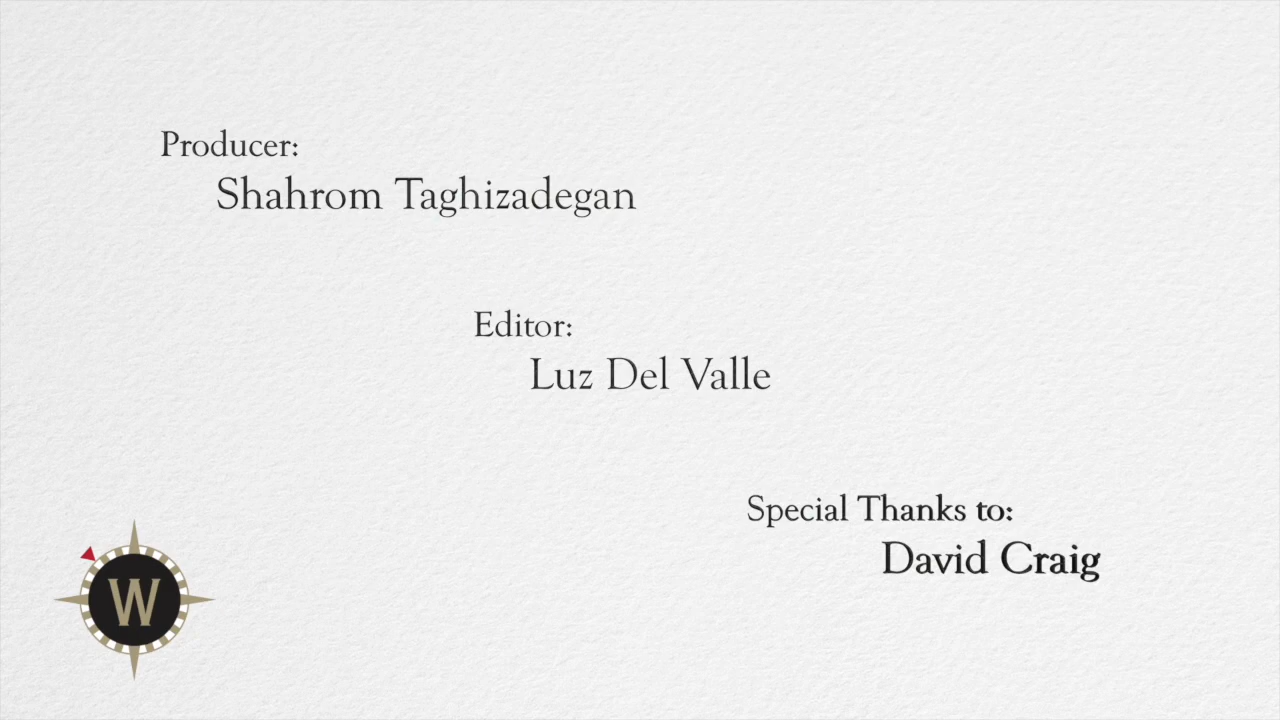 Producer:
Shahrom Taghizadegan
Editor:
Luz Del Valle
Special Thanks to:
David Craig
W